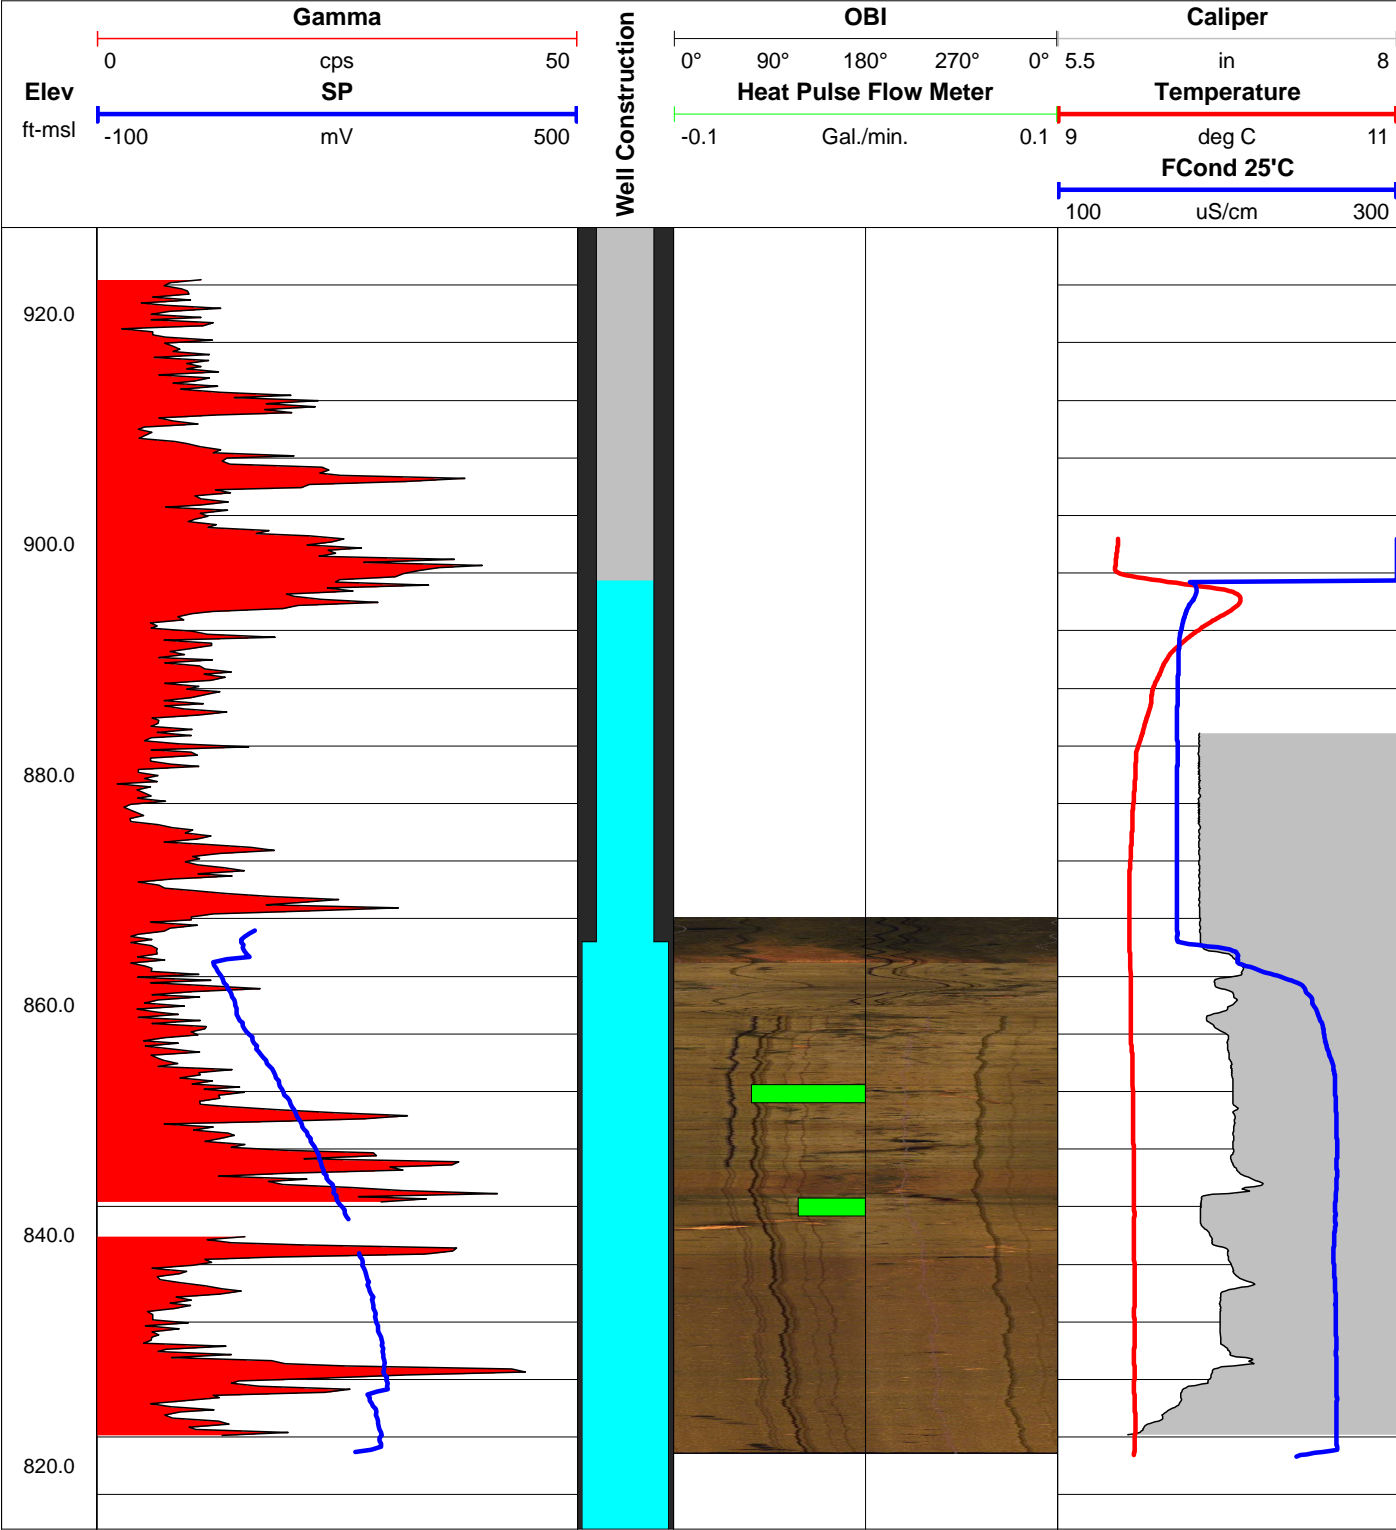 Gamma
0 cps 50
Elev
ft-msl
SP
-100 mV 500
Well Construction
OBI
0° 90° 180° 270° 0°
Heat Pulse Flow Meter
-0.1 Gal./min. 0.1
Caliper
5.5 in 8
Temperature
9 deg C 11
FCond 25'C
100 uS/cm 300
920.0
900.0
880.0
860.0
840.0
820.0